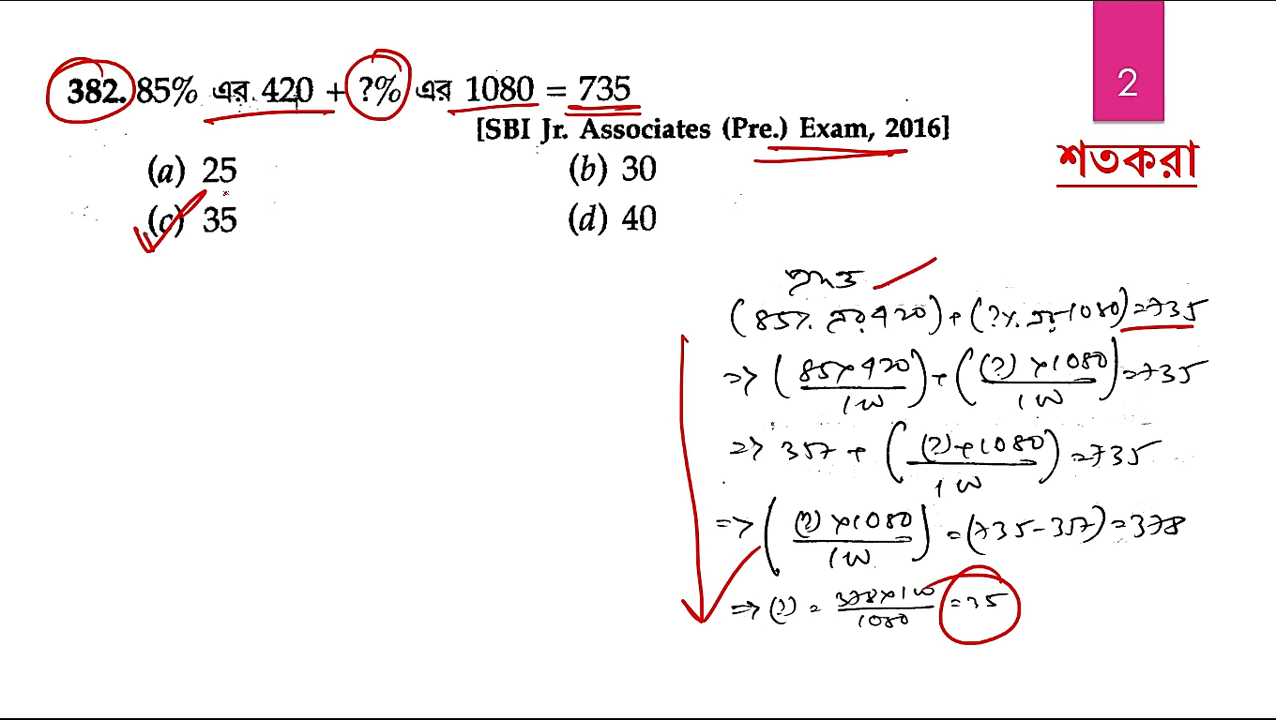 2
শতকরা
382. 85% এর 420 + ?% এর 1080 = 735
[SBI Jr. Associates (Pre.) Exam, 2016]
(a) 25 (b) 30
(c) 35 (d) 40
প্রদত্ত
(85% এর 420) + (?% এর 1080) = 735
=> (85×420/100) + ((?)×1080/100) = 735
=> 357 + ((?)×1080/100) = 735
=> ((?)×1080/100) = (735-357) = 378
=> (?) = 378×100/1080 = 35